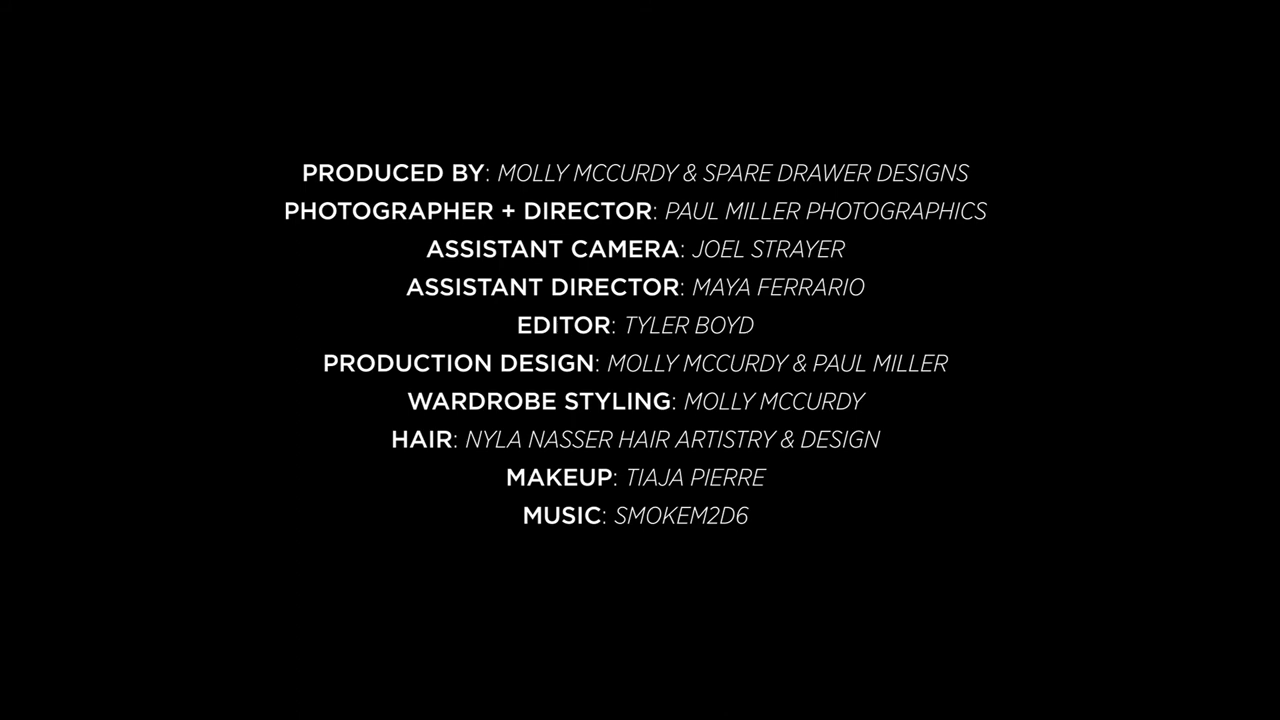 PRODUCED BY: MOLLY MCCURDY & SPARE DRAWER DESIGNS
PHOTOGRAPHER + DIRECTOR: PAUL MILLER PHOTOGRAPHICS
ASSISTANT CAMERA: JOEL STRAYER
ASSISTANT DIRECTOR: MAYA FERRARIO
EDITOR: TYLER BOYD
PRODUCTION DESIGN: MOLLY MCCURDY & PAUL MILLER
WARDROBE STYLING: MOLLY MCCURDY
HAIR: NYLA NASSER HAIR ARTISTRY & DESIGN
MAKEUP: TIAJA PIERRE
MUSIC: SMOKEM2D6